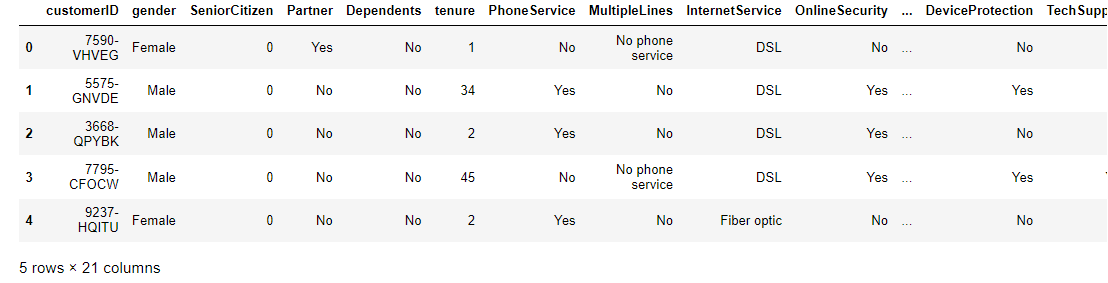 customerID gender SeniorCitizen Partner Dependents tenure PhoneService MultipleLines InternetService OnlineSecurity ... DeviceProtection TechSupp
0 7590-VHVEG Female 0 Yes No 1 No No phone service DSL No ... No
1 5575-GNVDE Male 0 No No 34 Yes No DSL Yes ... Yes
2 3668-QPYBK Male 0 No No 2 Yes No DSL Yes ... No
3 7795-CFOCW Male 0 No No 45 No No phone service DSL Yes ... Yes
4 9237-HQITU Female 0 No No 2 Yes No Fiber optic No ... No
5 rows × 21 columns